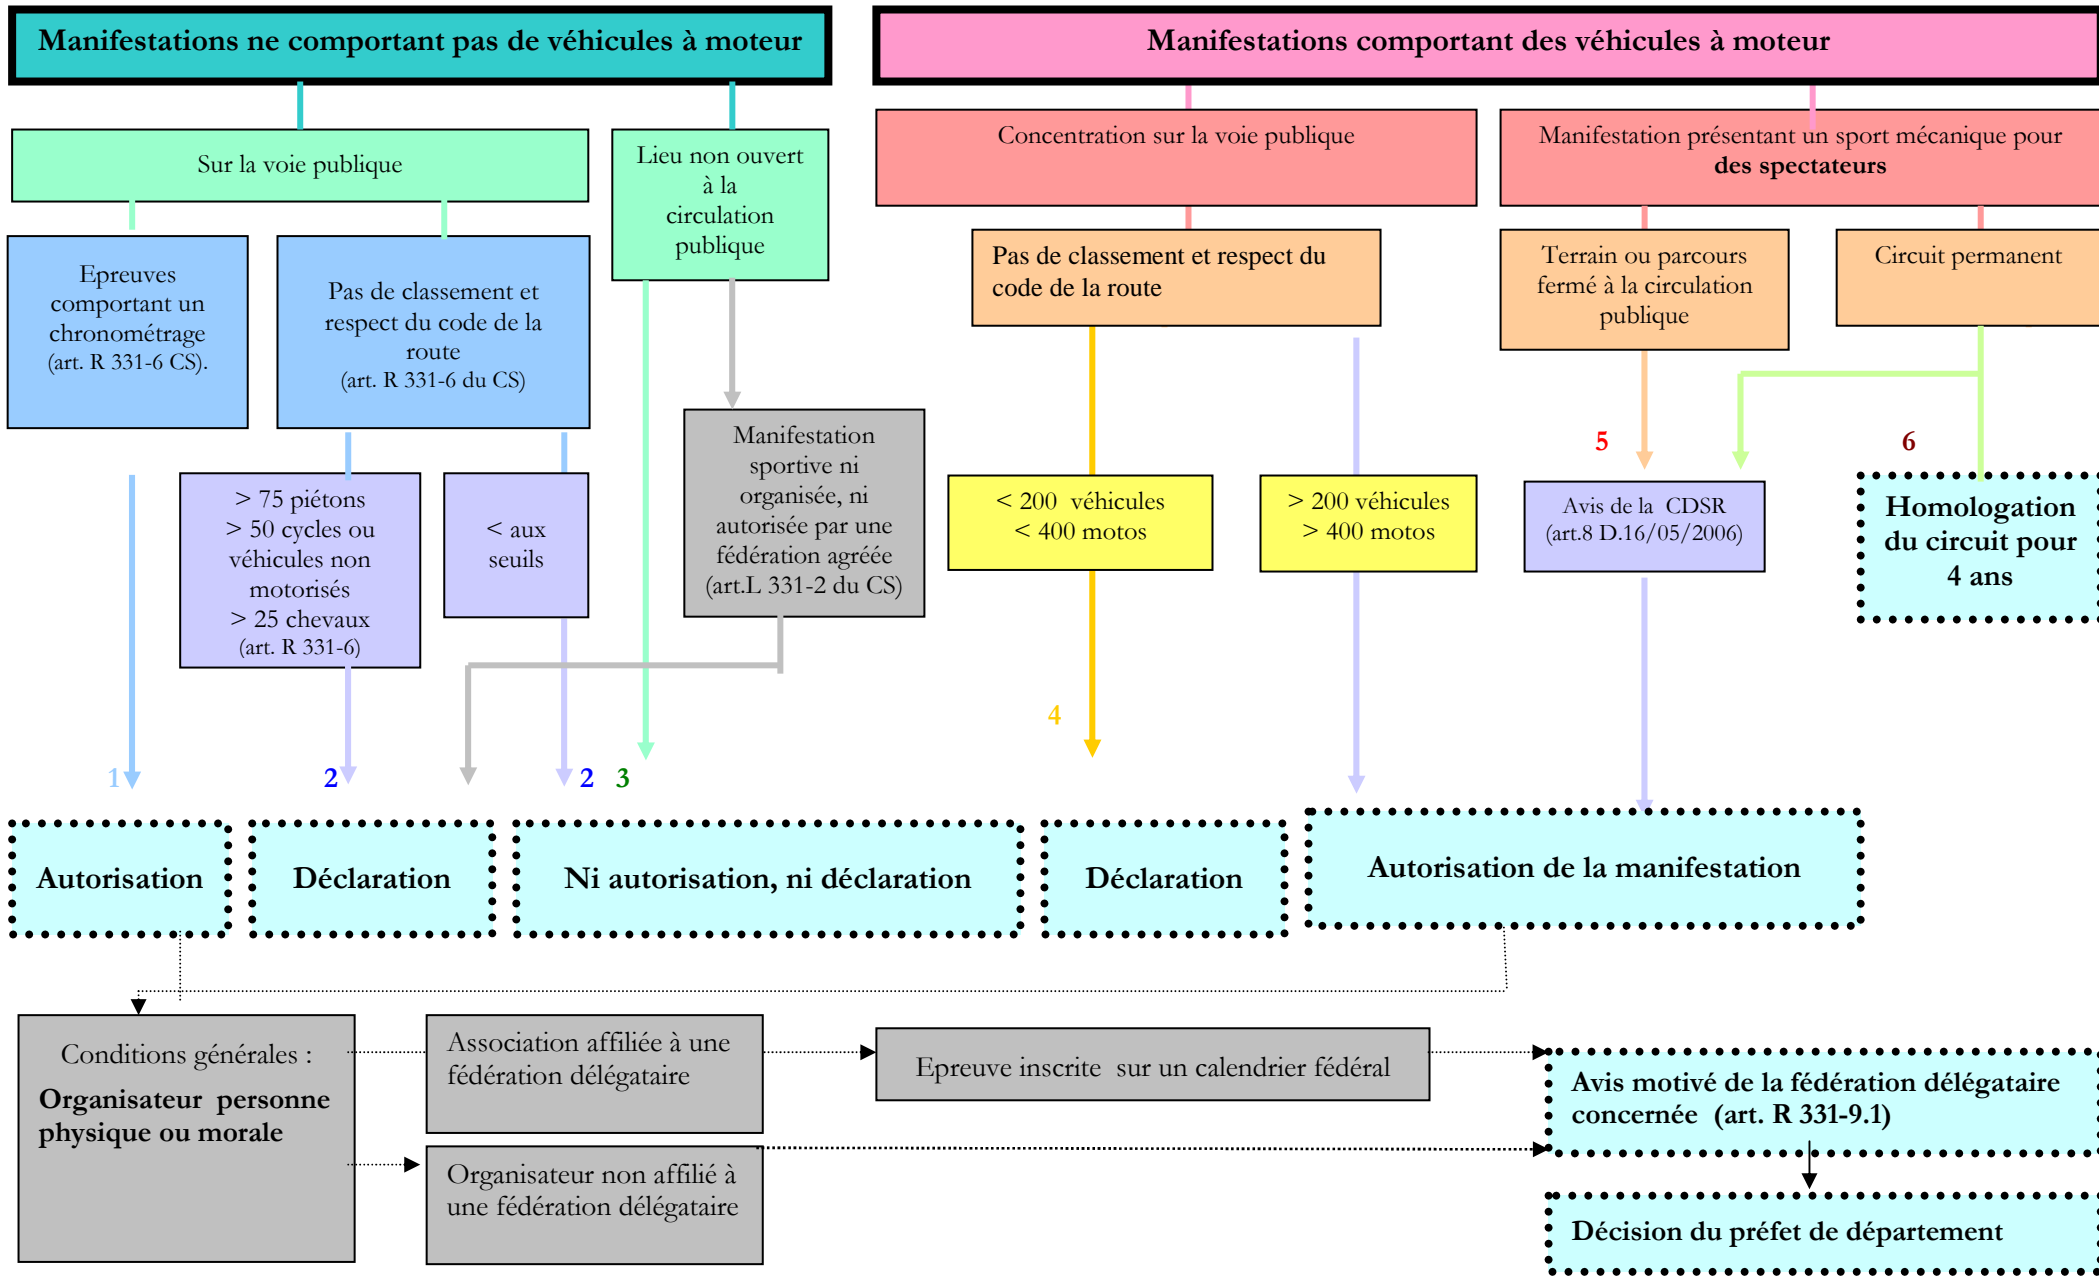 Manifestations ne comportant pas de véhicules à moteur
Manifestations comportant des véhicules à moteur
Sur la voie publique
Lieu non ouvert
à la
circulation
publique
Concentration sur la voie publique
Manifestation présentant un sport mécanique pour
des spectateurs
Epreuves
comportant un
chronométrage
(art. R 331-6 CS).
Pas de classement et
respect du code de la
route
(art. R 331-6 du CS)
Pas de classement et respect du
code de la route
Terrain ou parcours
fermé à la circulation
publique
Circuit permanent
> 75 piétons
> 50 cycles ou
véhicules non
motorisés
> 25 chevaux
(art. R 331-6)
< aux
seuils
Manifestation
sportive ni
organisée, ni
autorisée par une
fédération agréée
(art.L 331-2 du CS)
< 200 véhicules
< 400 motos
> 200 véhicules
> 400 motos
5
6
Avis de la CDSR
(art.8 D.16/05/2006)
Homologation
du circuit pour
4 ans
4
1
2
2
3
Autorisation
Déclaration
Ni autorisation, ni déclaration
Déclaration
Autorisation de la manifestation
Conditions générales :
Organisateur personne
physique ou morale
Association affiliée à une
fédération délégataire
Epreuve inscrite sur un calendrier fédéral
Avis motivé de la fédération délégataire
concernée (art. R 331-9.1)
Organisateur non affilié à
une fédération délégataire
Décision du préfet de département